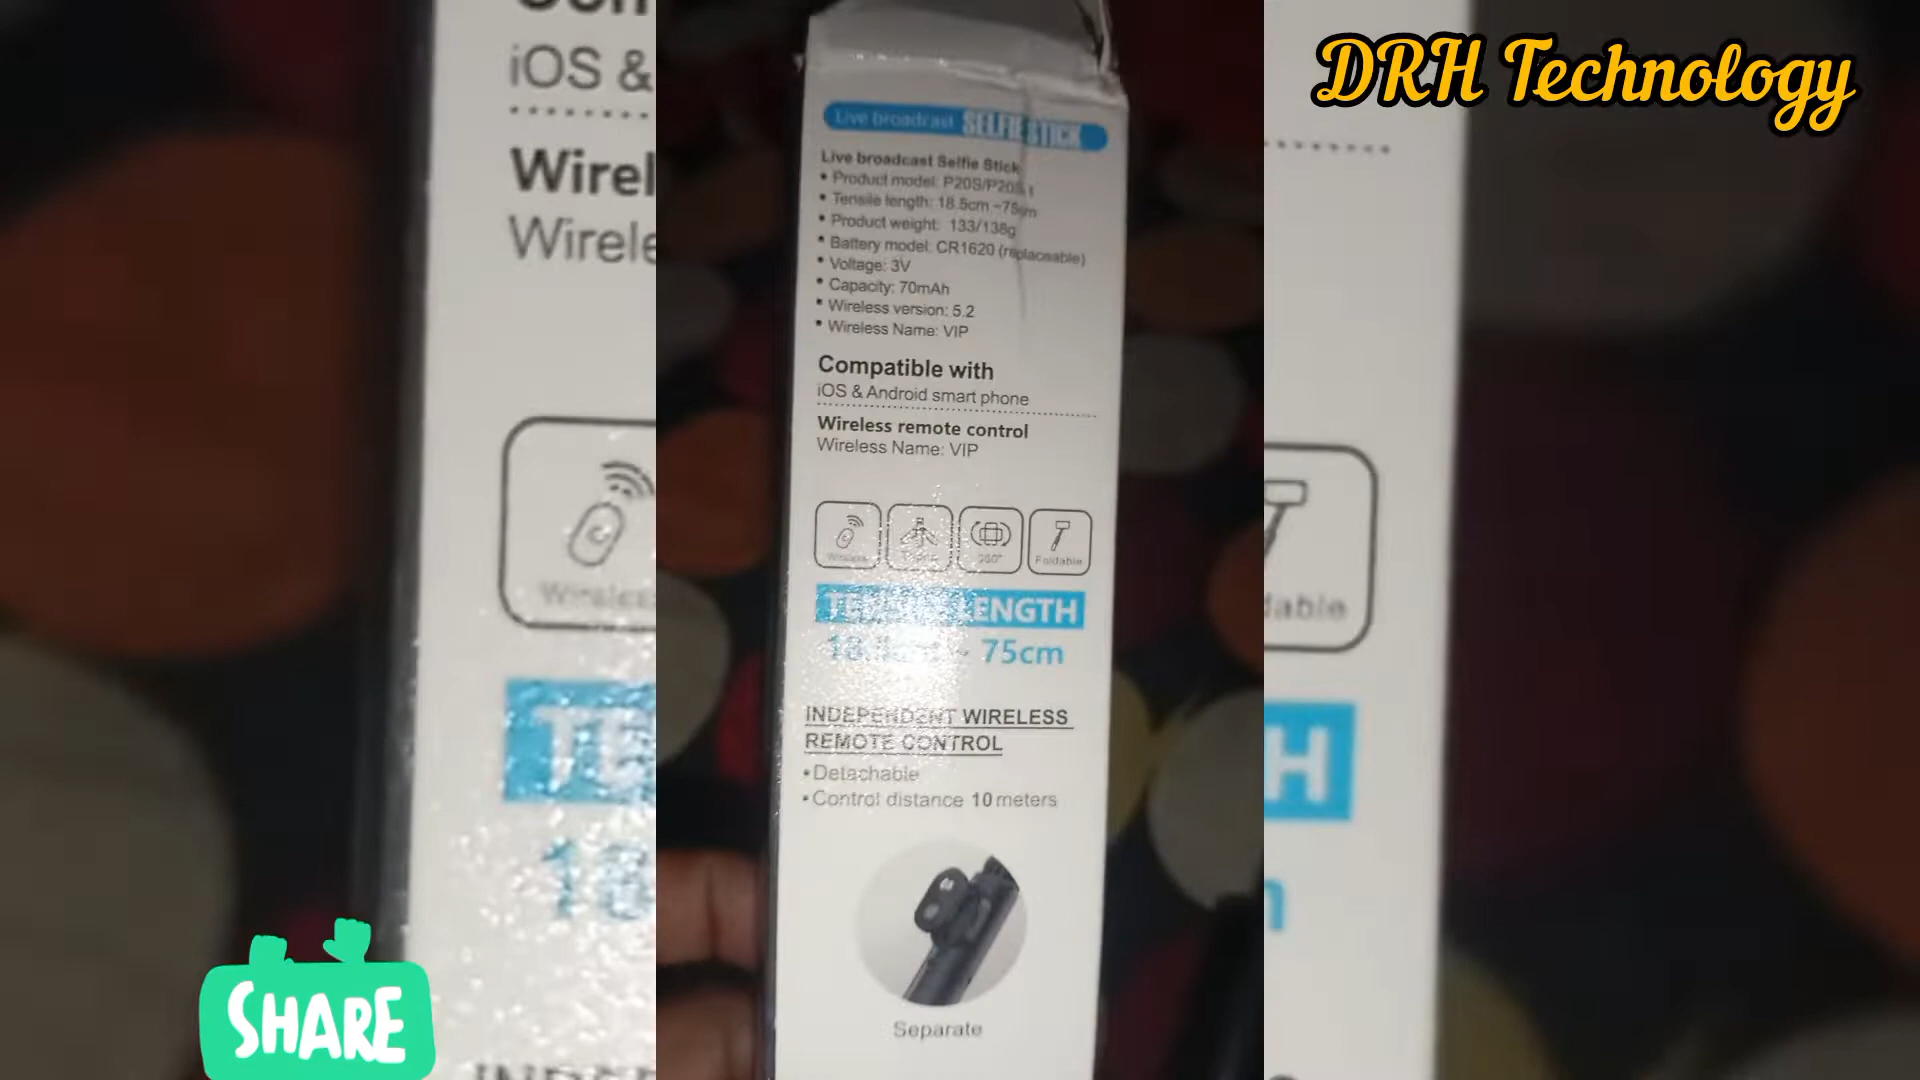 DRH Technology
Live broadcast SELFIE STICK
Live broadcast Selfie Stick
• Product model: P20S/P20S
• Tensile length: 18.5cm ~75cm
• Product weight: 133/138g
• Battery model: CR1620 (replaceable)
• Voltage: 3V
• Capacity: 70mAh
• Wireless version: 5.2
• Wireless Name: VIP
Compatible with
iOS & Android smart phone
Wireless remote control
Wireless Name: VIP
Wireless
360°
Foldable
LENGTH
~ 75cm
INDEPENDENT WIRELESS
REMOTE CONTROL
• Detachable
• Control distance 10 meters
Separate
iOS &
SHARE